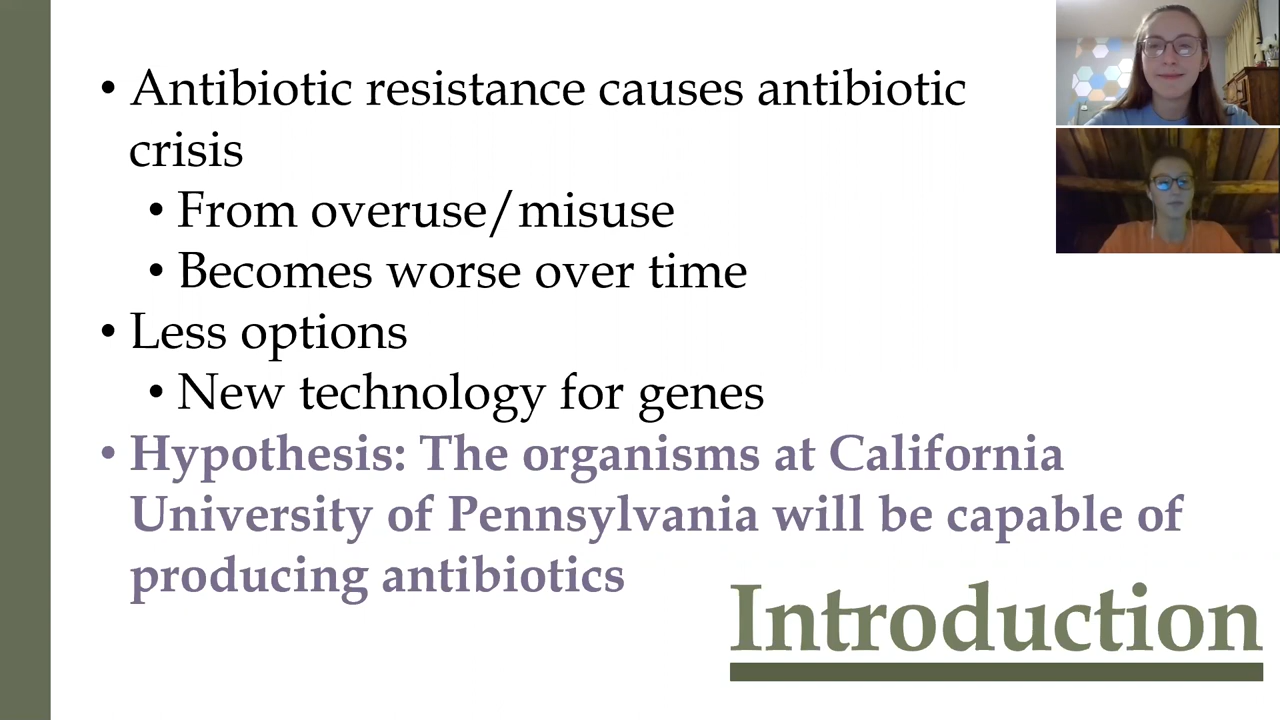 • Antibiotic resistance causes antibiotic
crisis
• From overuse/misuse
• Becomes worse over time
• Less options
• New technology for genes
• Hypothesis: The organisms at California
University of Pennsylvania will be capable of
producing antibiotics
Introduction